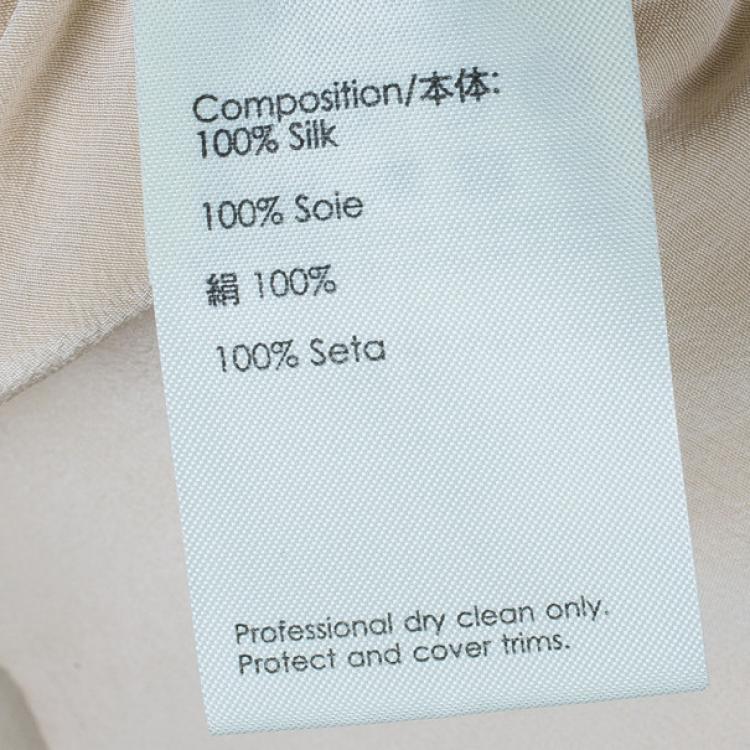 Composition/本体:
100% Silk
100% Soie
絹 100%
100% Seta
Professional dry clean only.
Protect and cover trims.